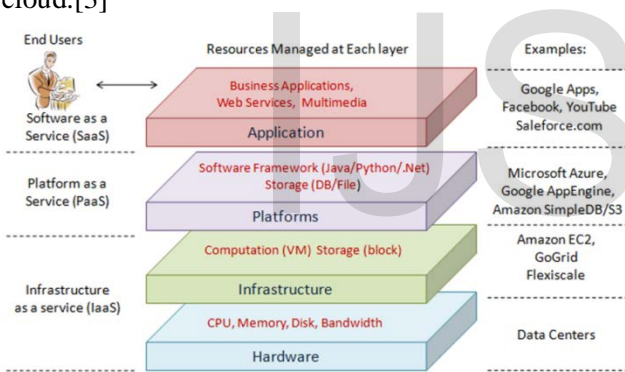 cloud.[5]
End Users
Resources Managed at Each layer
Examples:
Business Applications,
Web Services, Multimedia
Application
Software as a
Service (SaaS)
Google Apps,
Facebook, YouTube
Saleforce.com
Software Framework (Java/Python/.Net)
Storage (DB/File)
Platforms
Platform as a
Service (PaaS)
Microsoft Azure,
Google AppEngine,
Amazon SimpleDB/S3
Computation (VM) Storage (block)
Infrastructure
Infrastructure
as a service (IaaS)
Amazon EC2,
GoGrid
Flexiscale
CPU, Memory, Disk, Bandwidth
Hardware
Data Centers
IJS